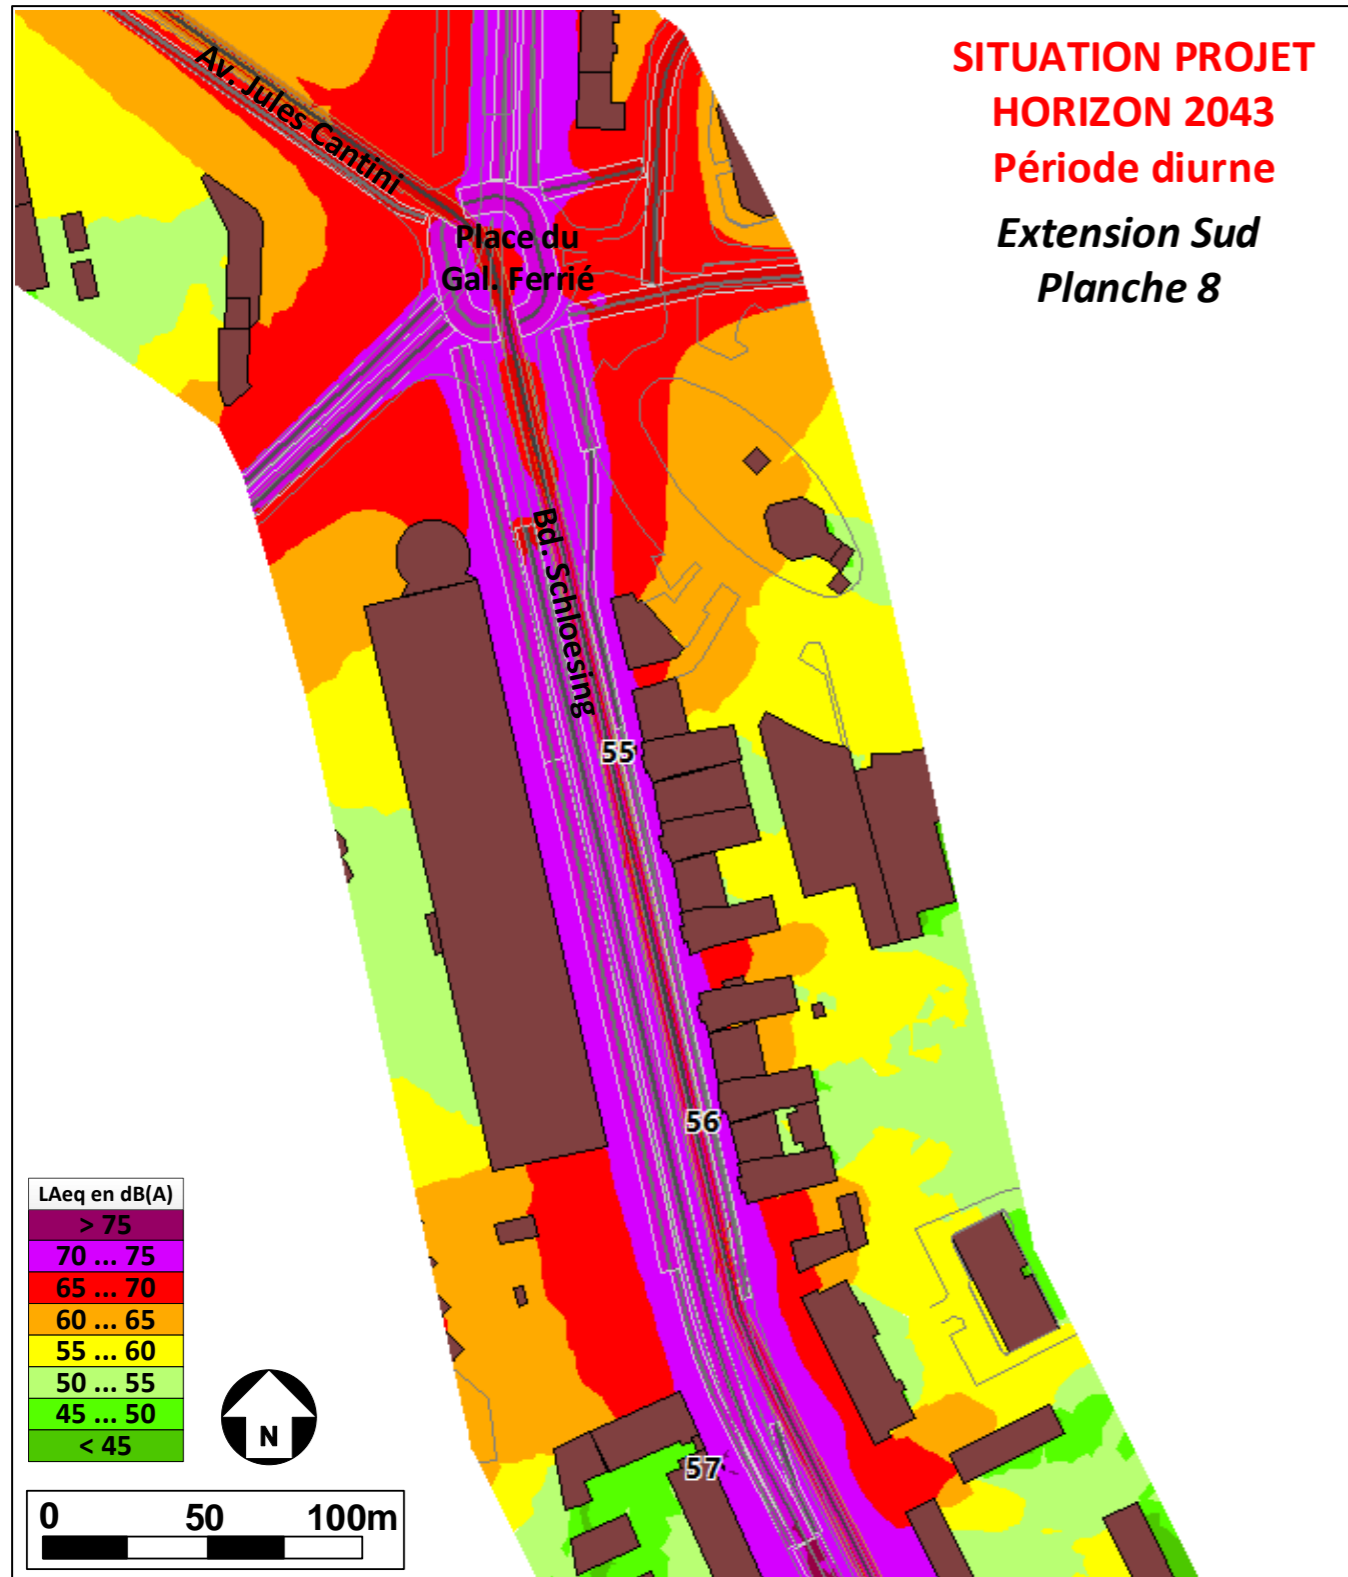 SITUATION PROJET
HORIZON 2043
Période diurne
Extension Sud
Planche 8
Av. Jules Cantini
Place du
Gal. Ferrié
Bd. Schloesing
55
56
57
LAeq en dB(A)
> 75
70 ... 75
65 ... 70
60 ... 65
55 ... 60
50 ... 55
45 ... 50
< 45
N
0 50 100m